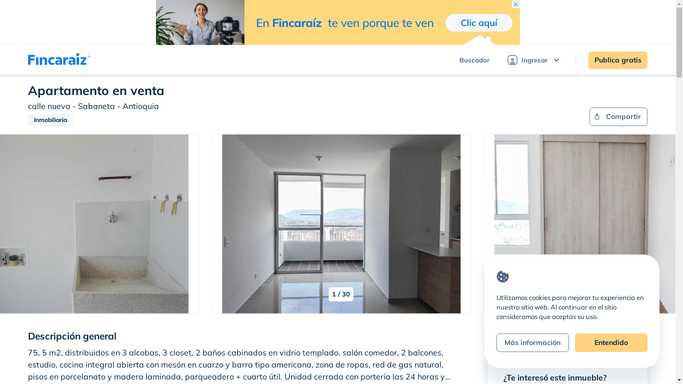 En Fincaraíz te ven porque te ven
Clic aquí
Fincaraíz
Buscador
Ingresar
Publica gratis
Apartamento en venta
calle nueva - Sabaneta - Antioquia
Inmobiliaria
Compartir
1 / 30
Utilizamos cookies para mejorar tu experiencia en
nuestro sitio web. Al continuar en el sitio
consideramos que aceptas su uso.
Más información
Entendido
Descripción general
75, 5 m2, distribuidos en 3 alcobas, 3 closet, 2 baños cabinados en vidrio templado, salón comedor, 2 balcones,
estudio, cocina integral abierta con mesón en cuarzo y barra tipo americana, zona de ropas, red de gas natural,
pisos en porcelanato y madera laminada, parqueadero + cuarto útil. Unidad cerrada con portería las 24 horas y...
¿Te interesó este inmueble?